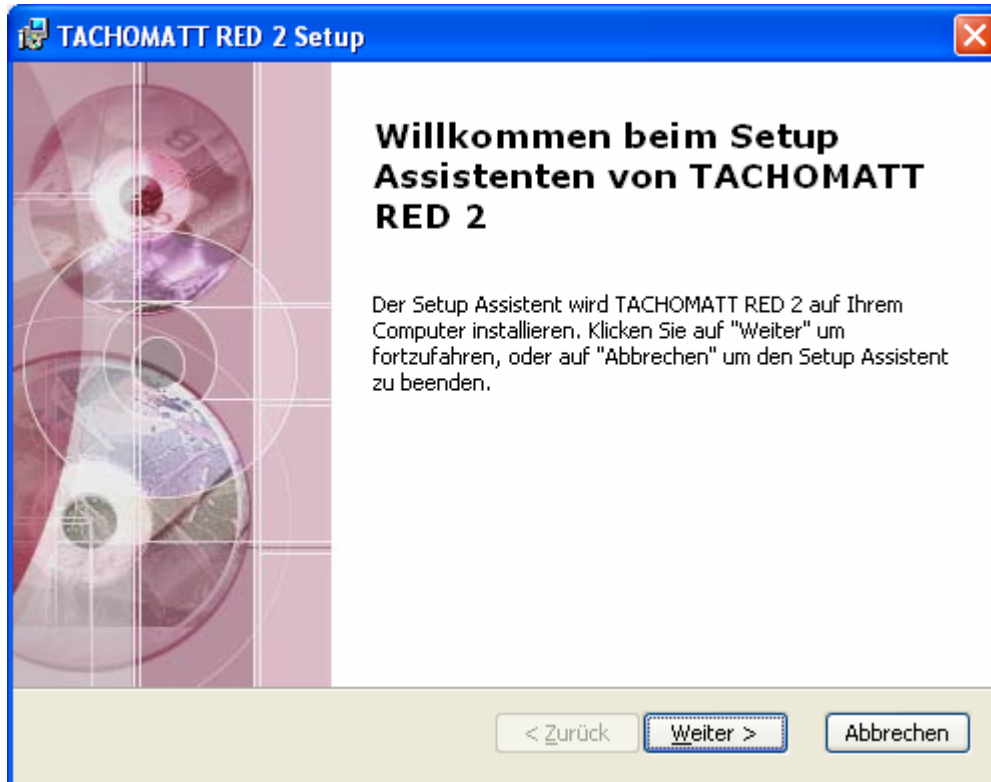 TACHOMATT RED 2 Setup
Willkommen beim Setup
Assistenten von TACHOMATT
RED 2
Der Setup Assistent wird TACHOMATT RED 2 auf Ihrem
Computer installieren. Klicken Sie auf "Weiter" um
fortzufahren, oder auf "Abbrechen" um den Setup Assistent
zu beenden.
< Zurück Weiter > Abbrechen